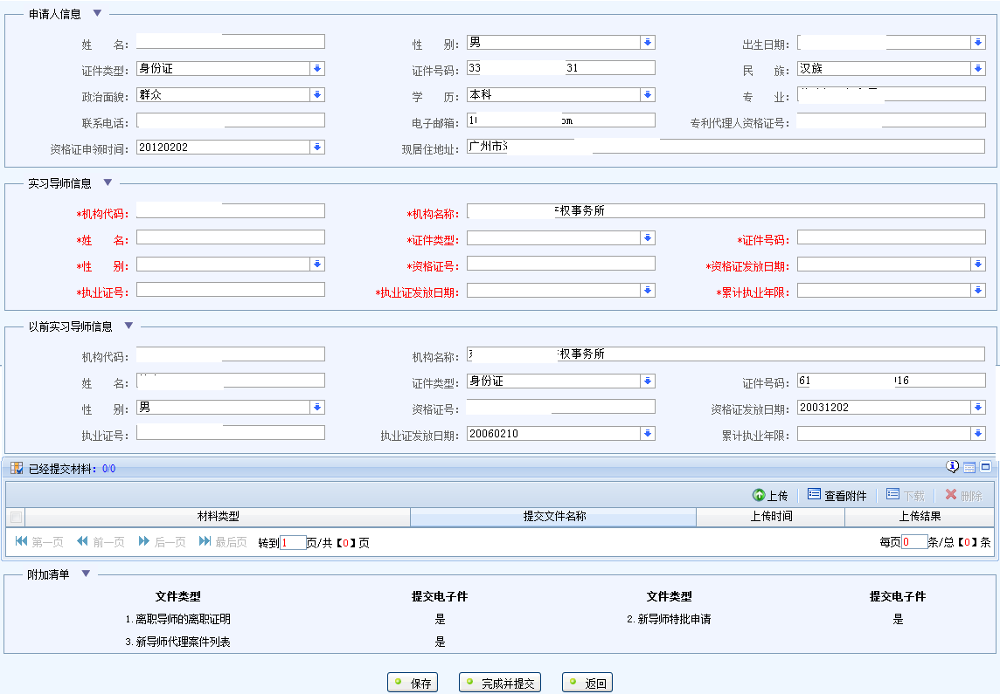 申请人信息
姓 名： 性 别： 男 出生日期：
证件类型： 身份证 证件号码： 33 31 民 族： 汉族
政治面貌： 群众 学 历： 本科 专 业：
联系电话： 电子邮箱： 1 om 专利代理人资格证号：
资格证申领时间： 20120202 现居住地址： 广州市
实习导师信息
*机构代码： *机构名称： 权事务所
*姓 名： *证件类型： *证件号码：
*性 别： *资格证号： *资格证发放日期：
*执业证号： *执业证发放日期： *累计执业年限：
以前实习导师信息
机构代码： 机构名称： 权事务所
姓 名： 证件类型： 身份证 证件号码： 61 16
性 别： 男 资格证号： 资格证发放日期： 20031202
执业证号： 执业证发放日期： 20060210 累计执业年限：
已经提交材料： 0/0
上传 查看附件 下载 删除
材料类型 提交文件名称 上传时间 上传结果
第一页 前一页 后一页 最后页 转到 1 页/共【0】页 每页 0 条/总【0】条
附加清单
文件类型 提交电子件 文件类型 提交电子件
1.离职导师的离职证明 是 2.新导师特批申请 是
3.新导师代理案件列表 是
保存 完成并提交 返回